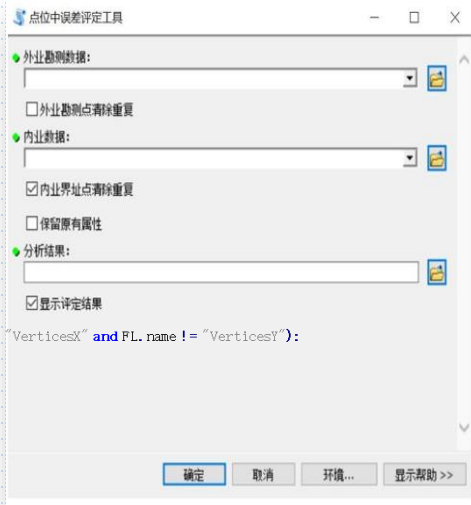 点位中误差评定工具
外业勘测数据:
外业勘测点清除重复
内业数据:
内业界址点清除重复
保留原有属性
分析结果:
显示评定结果
"VerticesX" and FL.name != "VerticesY"):
确定 取消 环境... 显示帮助 >>